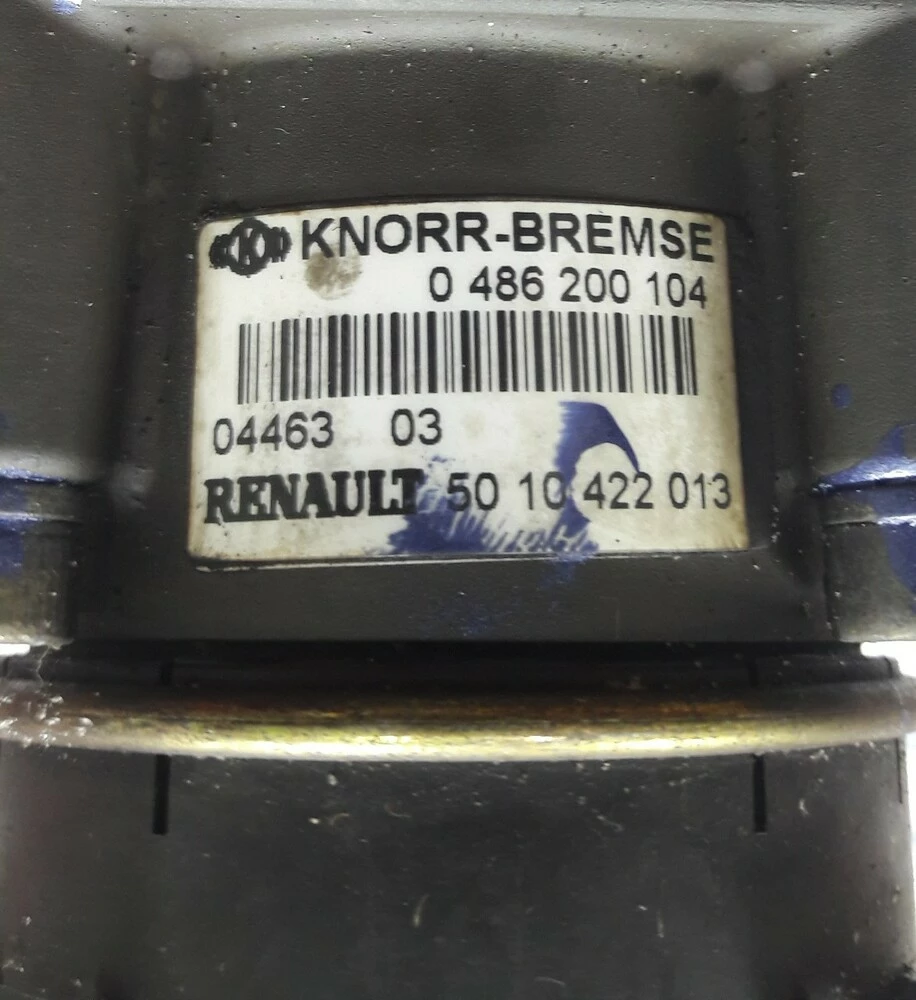 KNORR-BREMSE
0 486 200 104
04463 03
RENAULT 50 10 422 013